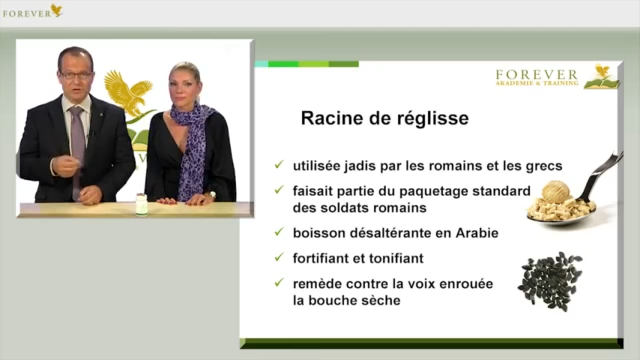 FOREVER
FOREVER
AKADEMIE & TRAINING
Racine de réglisse
utilisée jadis par les romains et les grecs
faisait partie du paquetage standard
des soldats romains
boisson désaltérante en Arabie
fortifiant et tonifiant
remède contre la voix enrouée
la bouche sèche